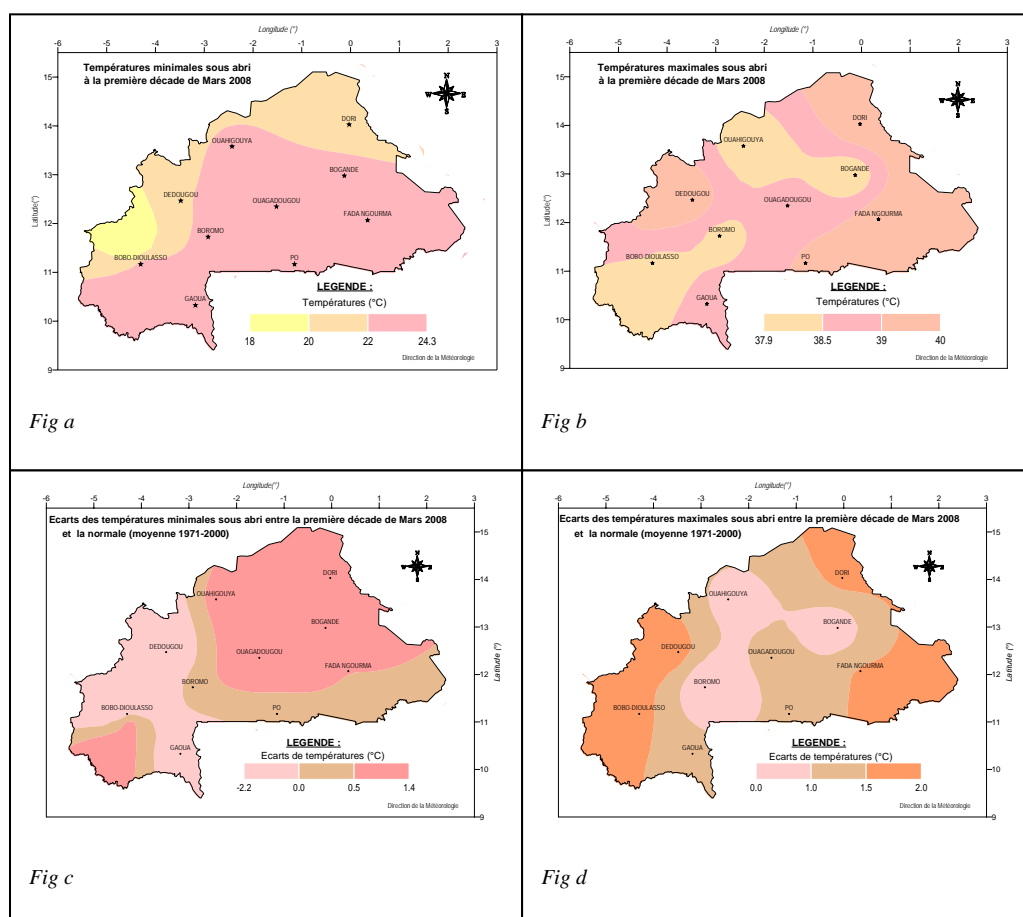 Longitude (°)
-6 -5 -4 -3 -2 -1 0 1 2 3
Températures minimales sous abri
à la première décade de Mars 2008
N
W E
S
15
14
13
12
11
10
9
Latitude(°)
DORI
OUAHIGOUYA
BOGANDE
DEDOUGOU
OUAGADOUGOU
FADA NGOURMA
BOROMO
BOBO-DIOULASSO
PO
GAOUA
LEGENDE :
Températures (°C)
18 20 22 24.3
Direction de la Météorologie
Fig a
Longitude (°)
-6 -5 -4 -3 -2 -1 0 1 2 3
Températures maximales sous abri
à la première décade de Mars 2008
N
W E
S
15
14
13
12
11
10
9
Latitude(°)
DORI
OUAHIGOUYA
BOGANDE
DEDOUGOU
OUAGADOUGOU
FADA NGOURMA
BOROMO
BOBO-DIOULASSO
PO
GAOUA
LEGENDE :
Températures (°C)
37.9 38.5 39 40
Direction de la Météorologie
Fig b
-6 -5 -4 -3 -2 -1 0 1 2 3
Longitude(°)
Ecarts des températures minimales sous abri entre la première décade de Mars 2008
et la normale (moyenne 1971-2000)
N
W E
S
15
14
13
12
11
10
9
Latitude (°)
DORI
OUAHIGOUYA
BOGANDE
DEDOUGOU
OUAGADOUGOU
FADA NGOURMA
BOROMO
BOBO-DIOULASSO
PO
GAOUA
LEGENDE :
Ecarts de températures (°C)
-2.2 0.0 0.5 1.4
Direction de la Météorologie
Fig c
-6 -5 -4 -3 -2 -1 0 1 2 3
Longitude(°)
Ecarts des températures maximales sous abri entre la première décade de Mars 2008
et la normale (moyenne 1971-2000)
N
W E
S
15
14
13
12
11
10
9
Latitude (°)
DORI
OUAHIGOUYA
BOGANDE
DEDOUGOU
OUAGADOUGOU
FADA NGOURMA
BOROMO
BOBO-DIOULASSO
PO
GAOUA
LEGENDE :
Ecarts de températures (°C)
0.0 1.0 1.5 2.0
Direction de la Météorologie
Fig d